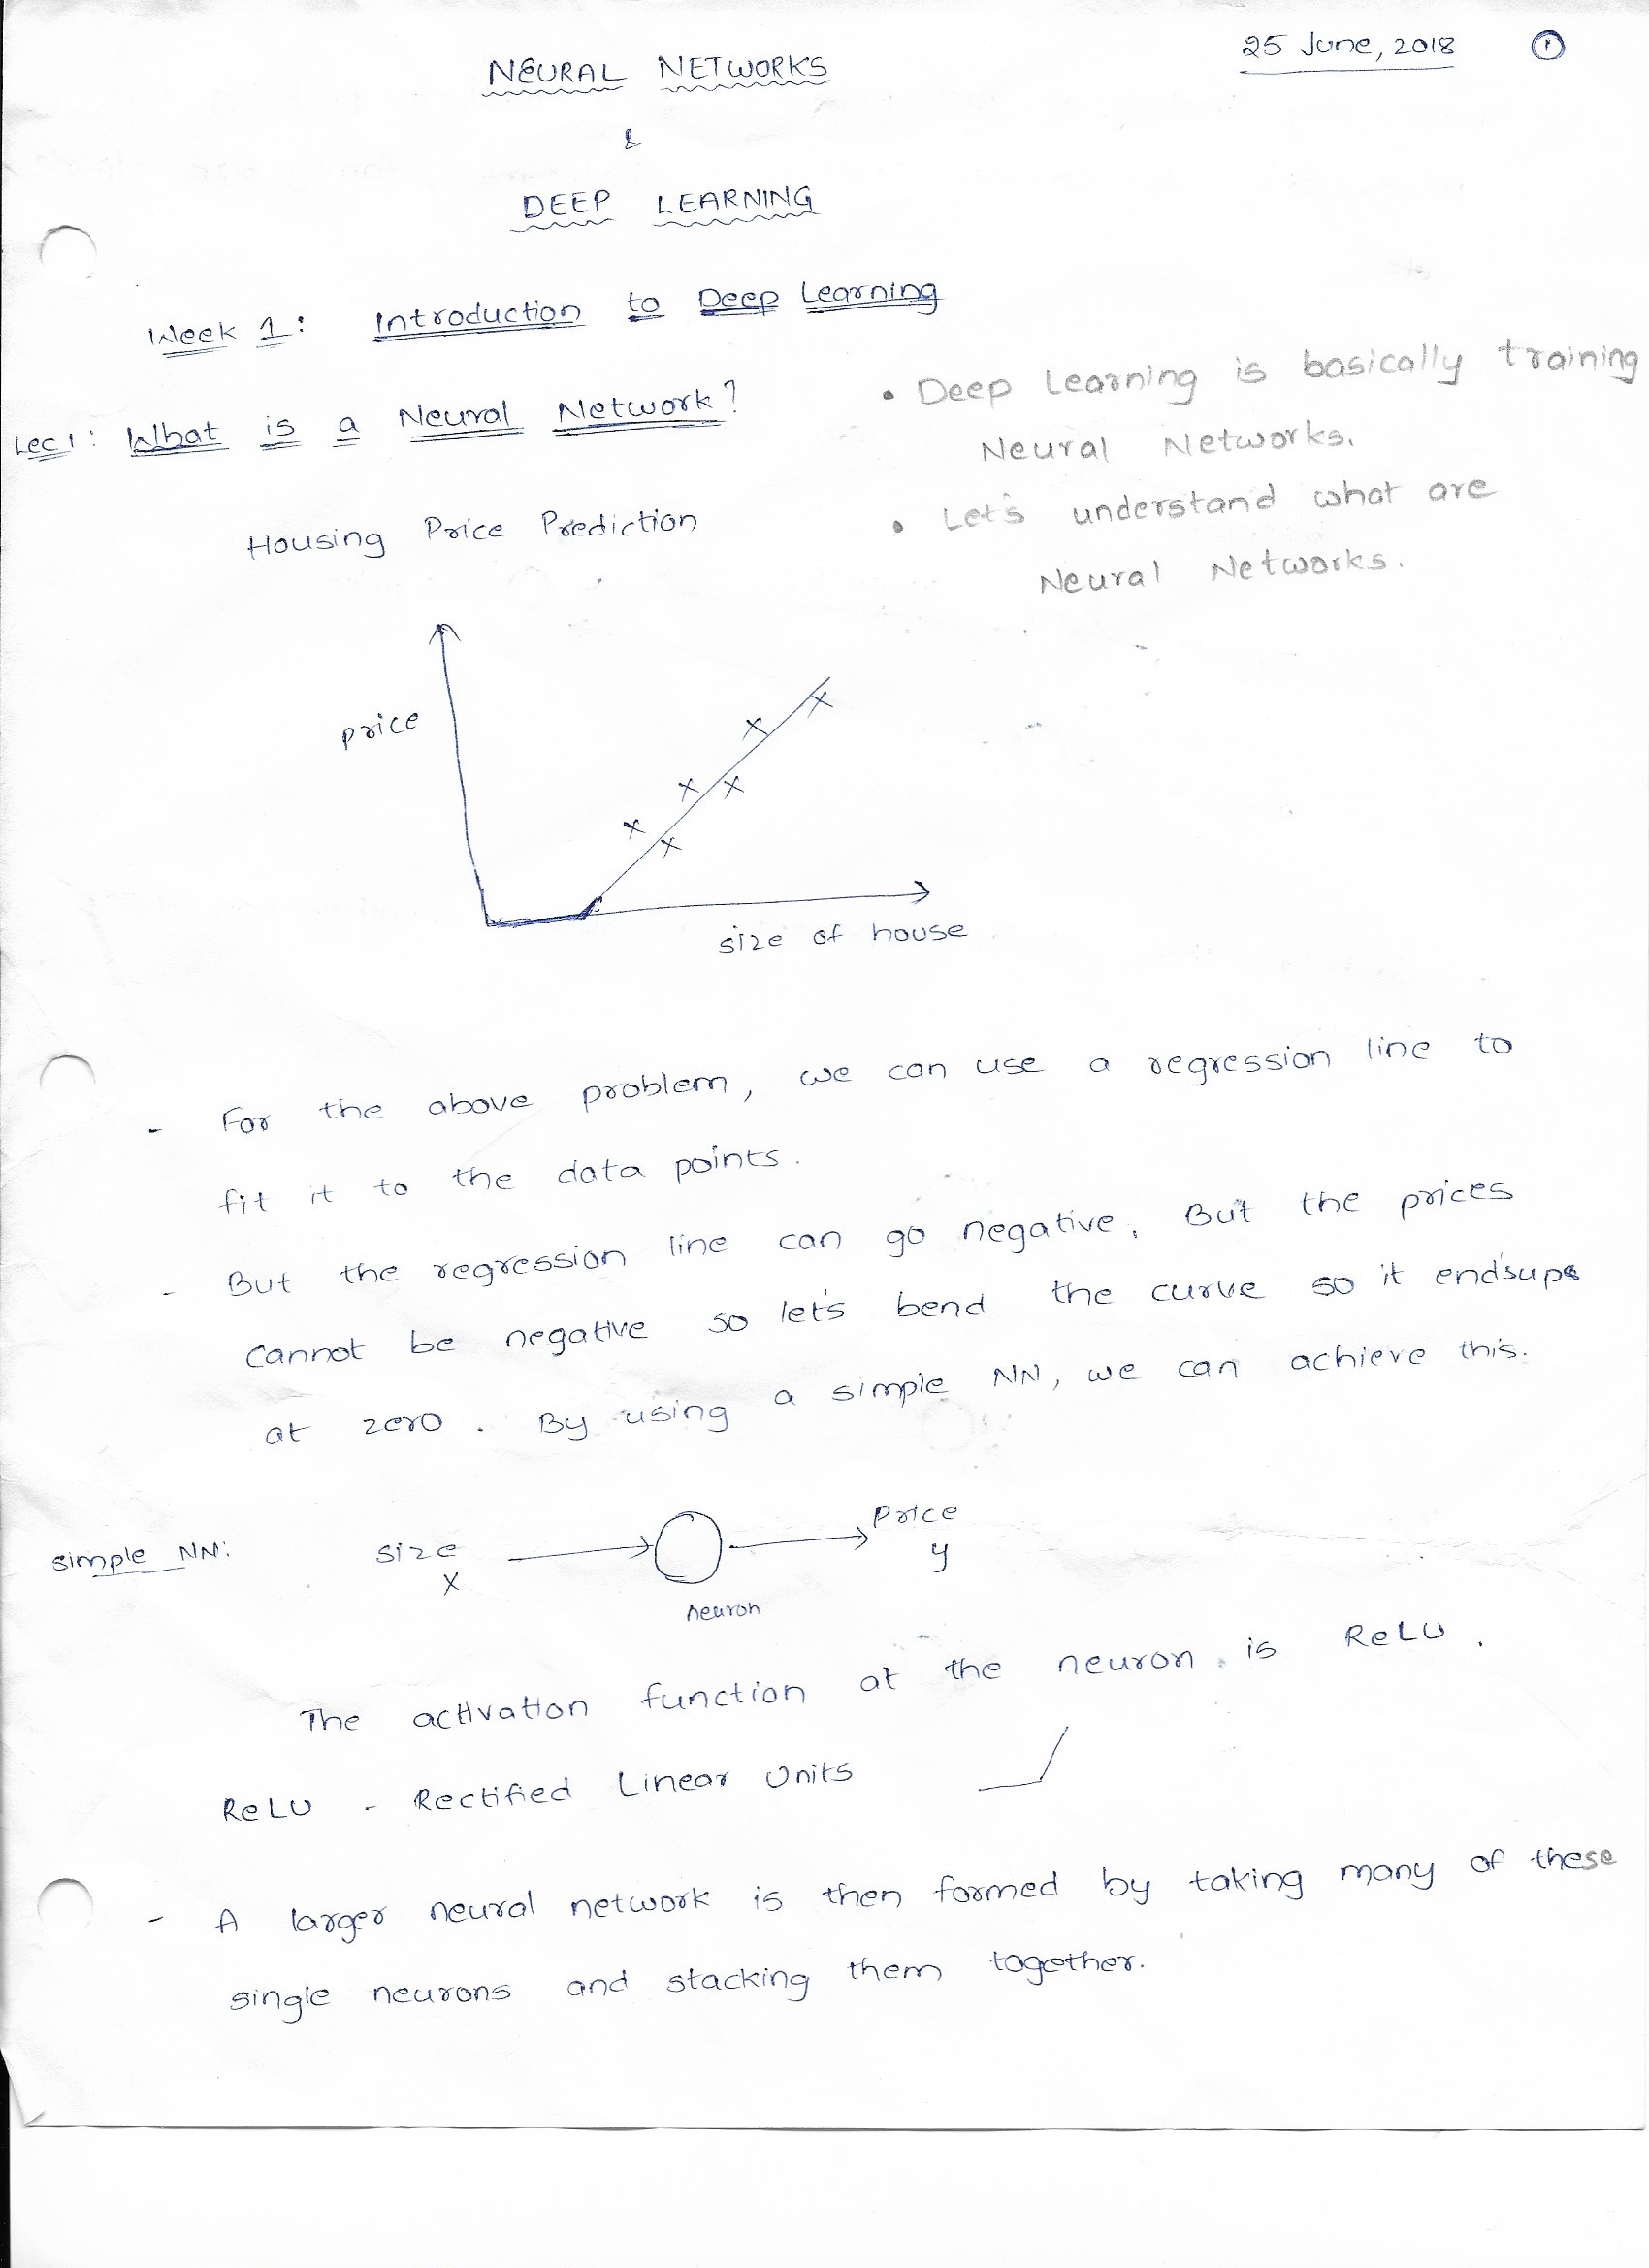 25 June, 2018 1
NEURAL NETWORKS
&
DEEP LEARNING
Week 1: Introduction to Deep Learning
Lec 1: What is a Neural Network?
• Deep Learning is basically training
Neural Networks.
• Let's understand what are
Neural Networks.
Housing Price Prediction
price
size of house
- For the above problem, we can use a regression line to
fit it to the data points.
- But the regression line can go negative. But the prices
cannot be negative so let's bend the curve so it endsups
at zero. By using a simple NN, we can achieve this.
simple NN: size Price
x y
neuron
The activation function at the neuron is ReLU.
ReLU - Rectified Linear Units
- A larger neural network is then formed by taking many of these
single neurons and stacking them together.